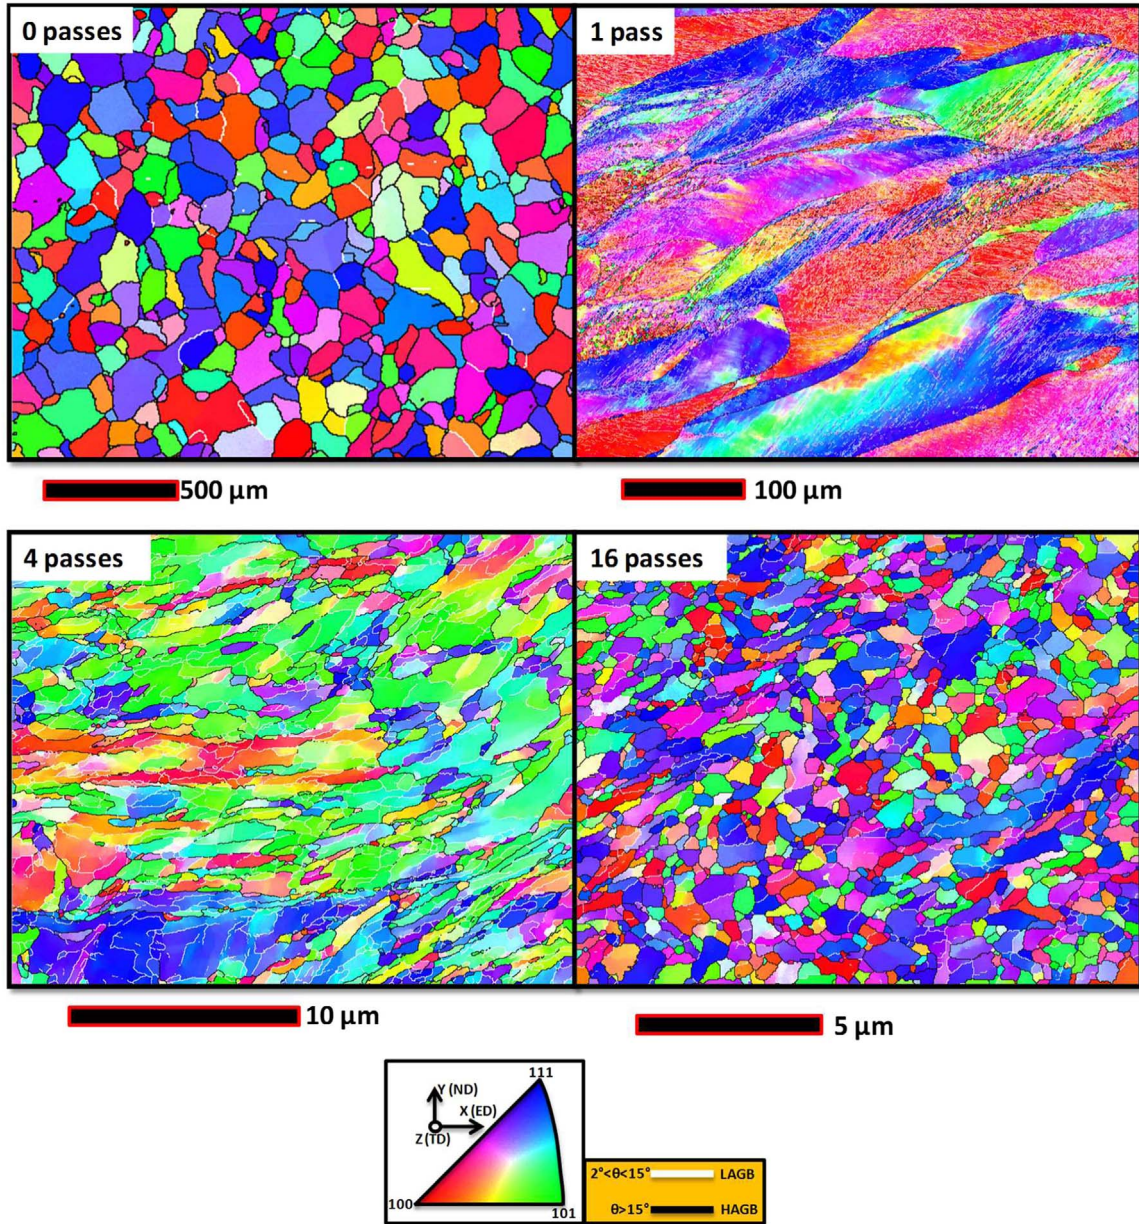 0 passes
1 pass
500 μm
100 μm
4 passes
16 passes
10 μm
5 μm
111
Y (ND)
X (ED)
Z (TD)
100
101
2°<θ<15° LAGB
θ>15° HAGB